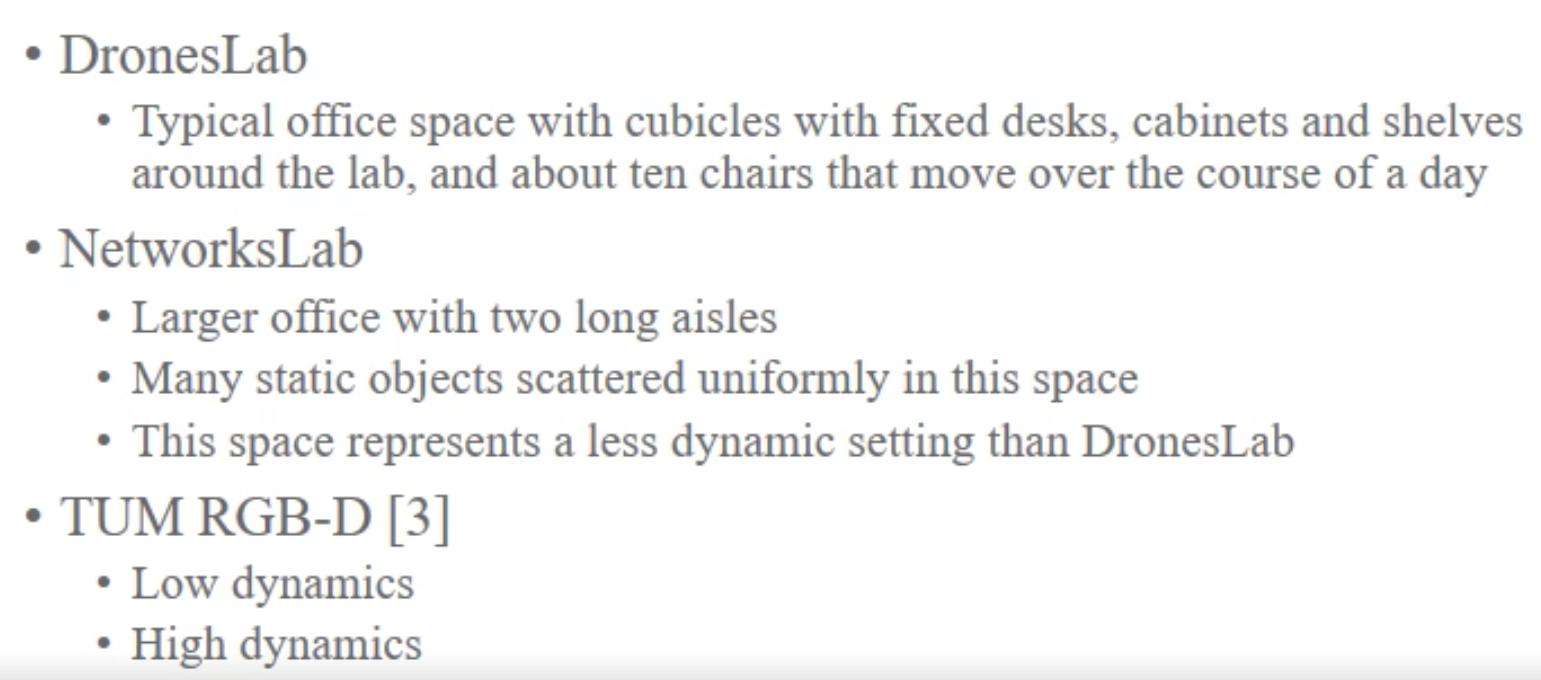 • DronesLab
• Typical office space with cubicles with fixed desks, cabinets and shelves
around the lab, and about ten chairs that move over the course of a day
• NetworksLab
• Larger office with two long aisles
• Many static objects scattered uniformly in this space
• This space represents a less dynamic setting than DronesLab
• TUM RGB-D [3]
• Low dynamics
• High dynamics